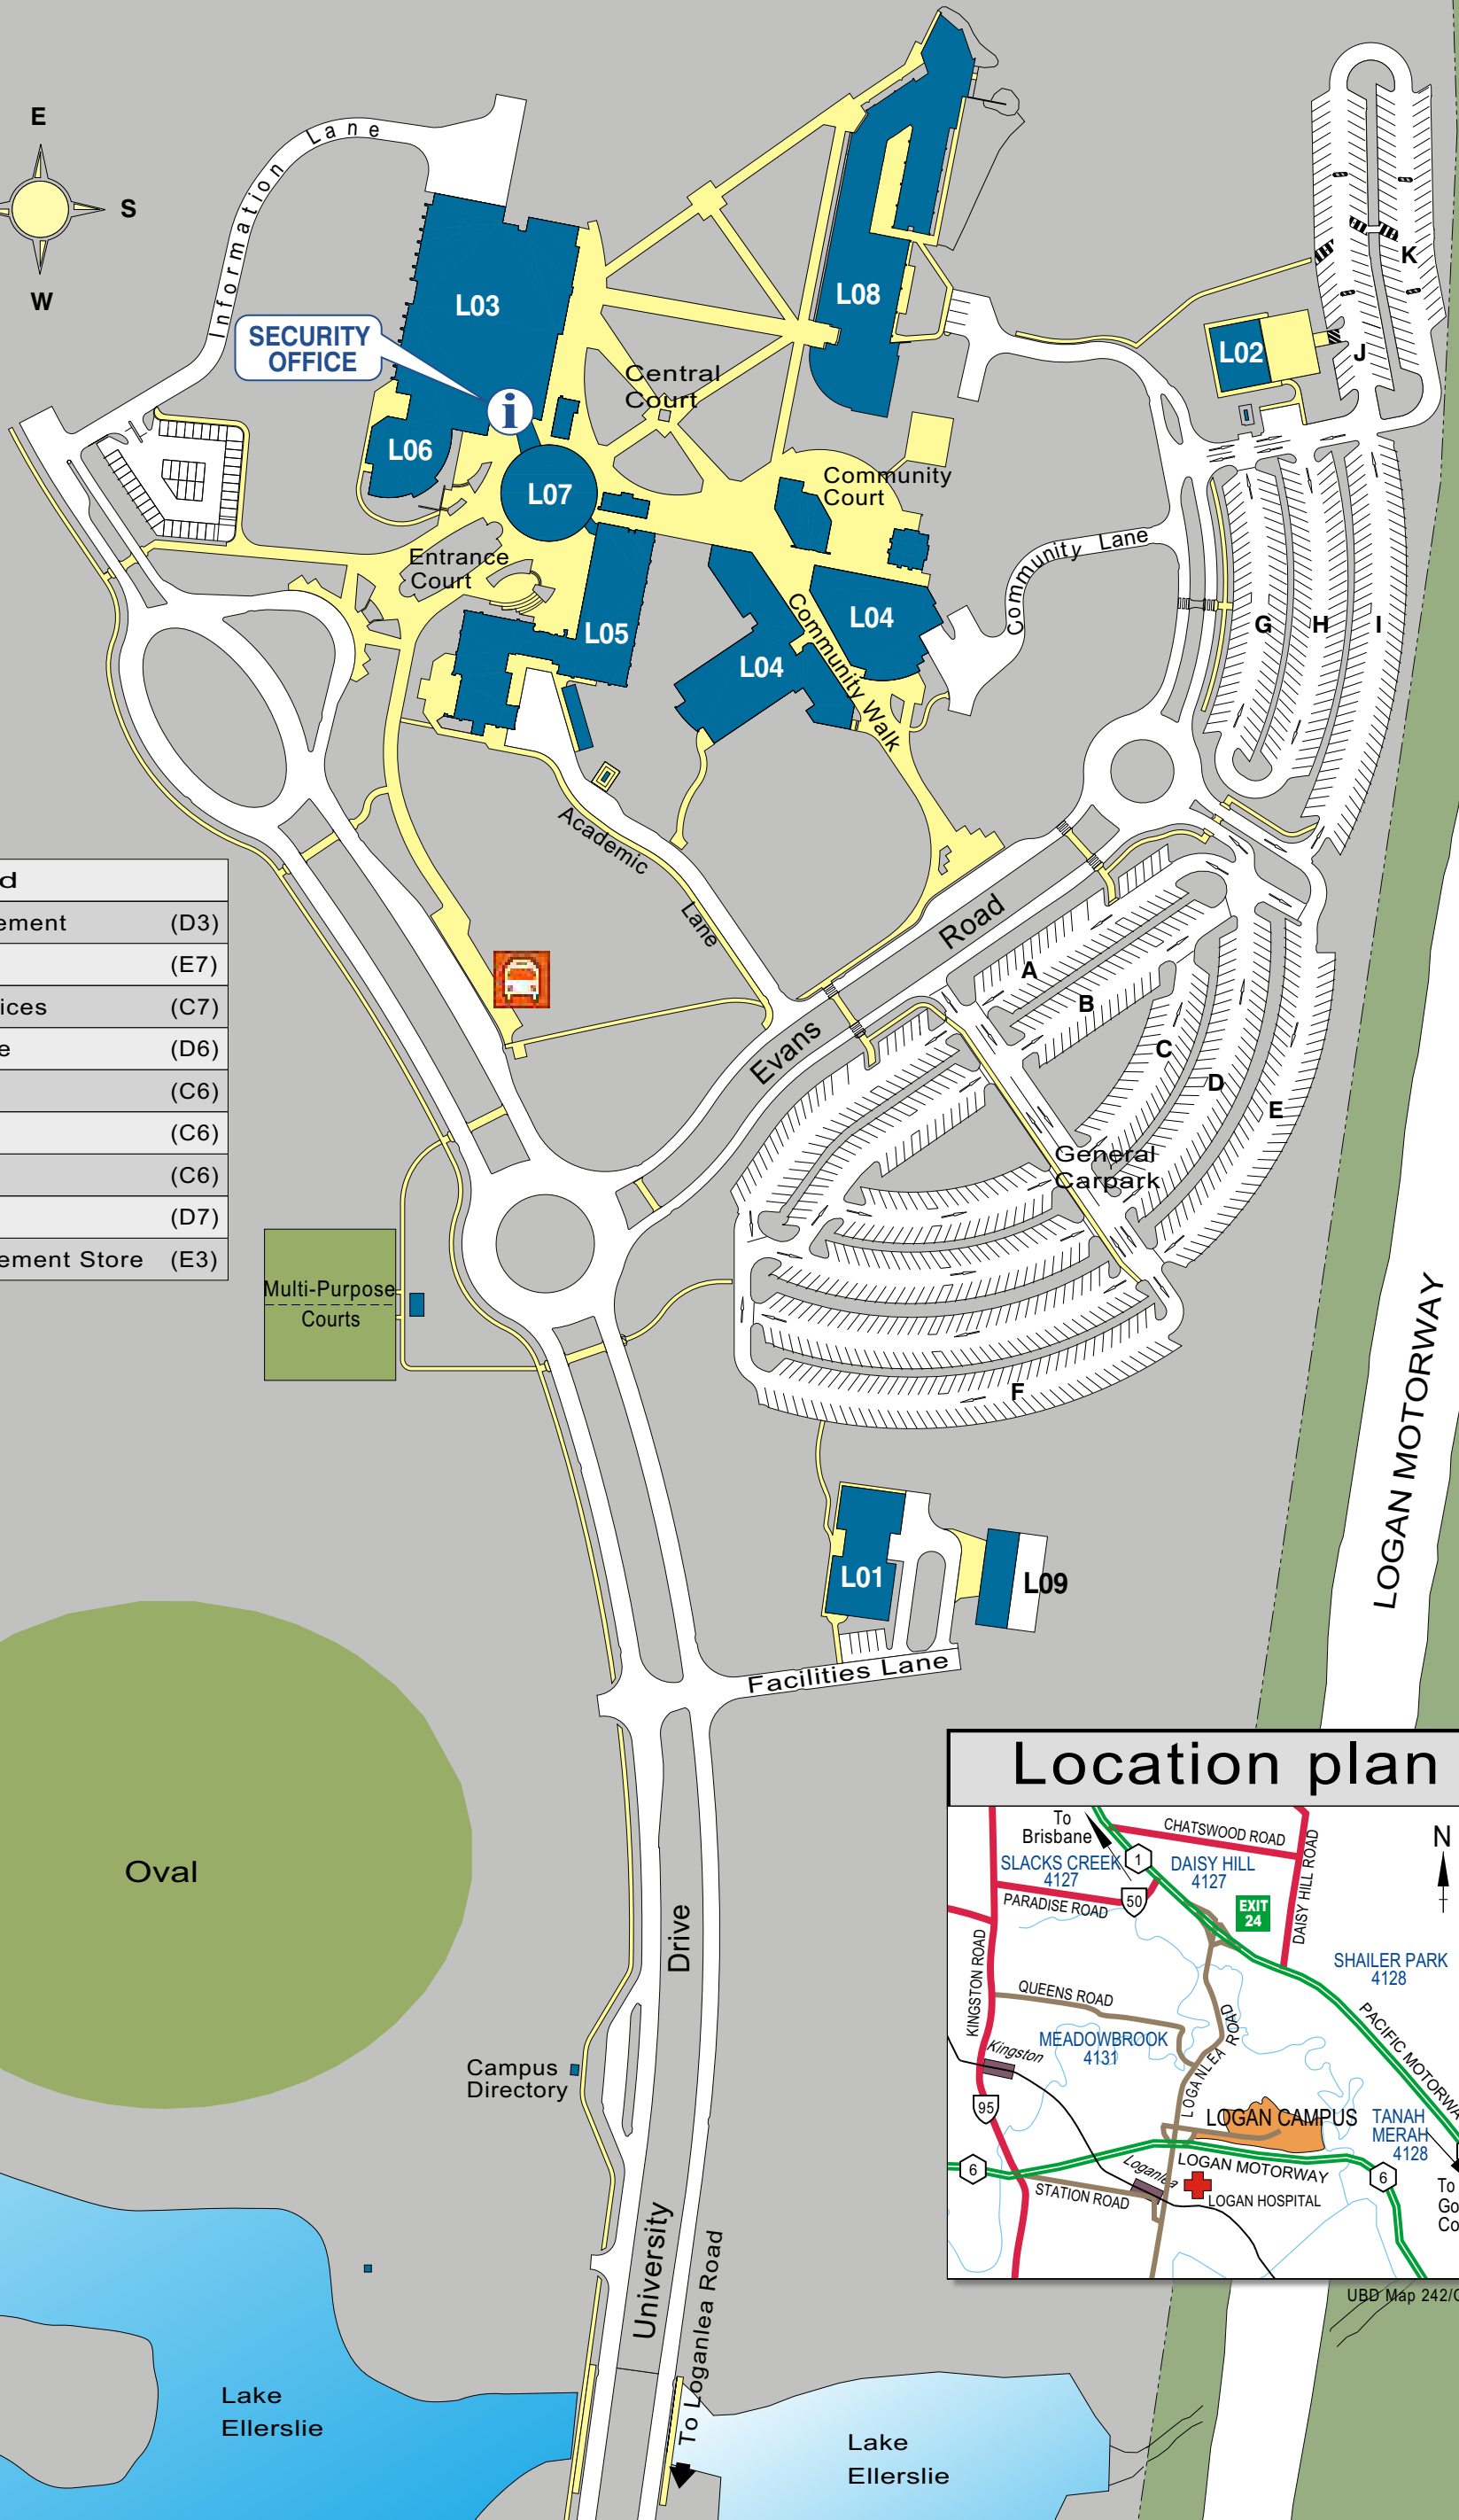 E
S
W
Information Lane
L03
SECURITY
OFFICE
i
L06
L07
Central
Court
L08
L02
K
J
Community
Court
Entrance
Court
Community Lane
L05
L04
L04
Community Walk
G
H
I
Academic
Lane
d
ement (D3)
(E7)
ices (C7)
e (D6)
(C6)
(C6)
(C6)
(D7)
ement Store (E3)
Evans Road
A
B
C
D
E
General
Carpark
F
Multi-Purpose
Courts
LOGAN MOTORWAY
L01
L09
Facilities Lane
Oval
University Drive
Campus
Directory
To Loganlea Road
Lake
Ellerslie
Lake
Ellerslie
Location plan
To
Brisbane
CHATSWOOD ROAD
N
SLACKS CREEK
4127
1
DAISY HILL
4127
DAISY HILL ROAD
PARADISE ROAD
50
EXIT
24
KINGSTON ROAD
SHAILER PARK
4128
QUEENS ROAD
PACIFIC MOTORWA
MEADOWBROOK
4131
Kingston
LOGANLEA ROAD
95
LOGAN CAMPUS
TANAH
MERAH
4128
6
Loganlea
LOGAN MOTORWAY
6
STATION ROAD
LOGAN HOSPITAL
To
Go
Co
UBD Map 242/